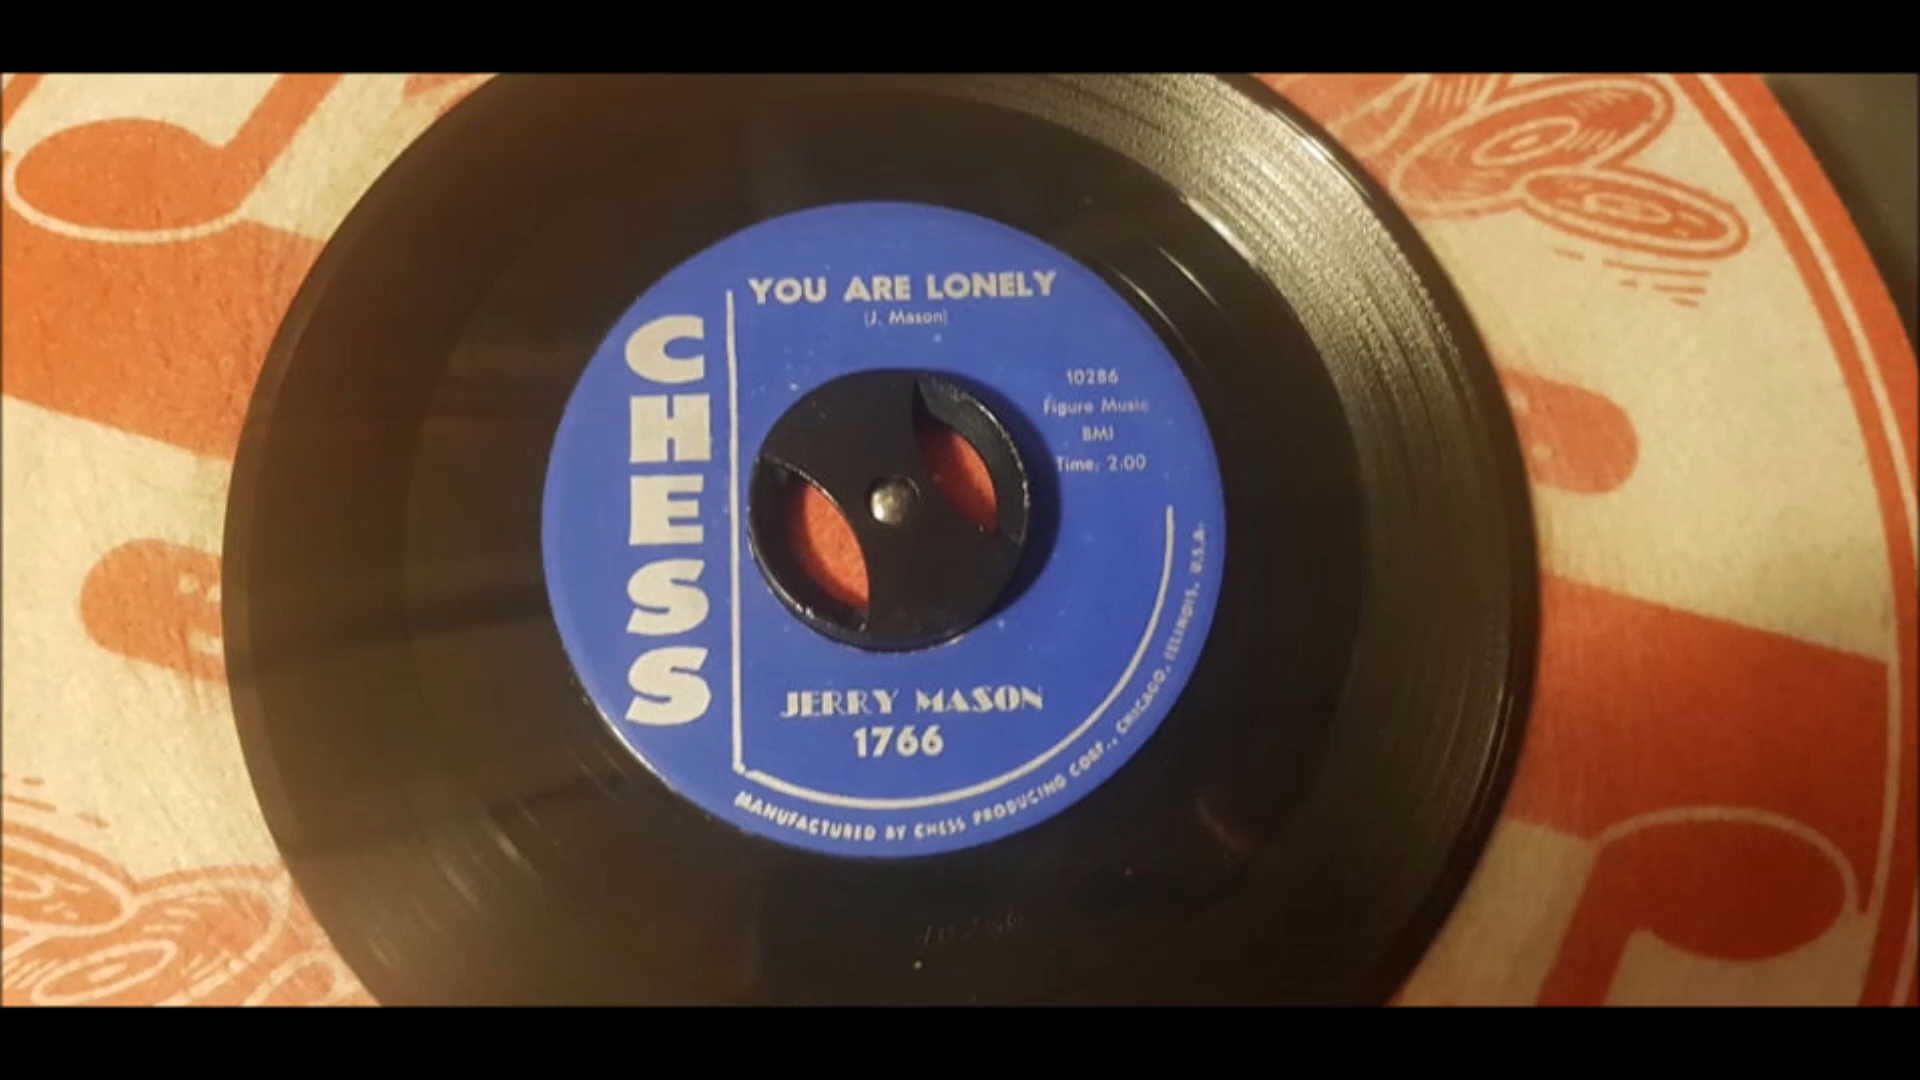 CHESS
YOU ARE LONELY
(J. Mason)
10286
Figure Music
BMI
Time: 2:00
JERRY MASON
1766
MANUFACTURED BY CHESS PRODUCING CORP., CHICAGO, ILLINOIS, U.S.A.